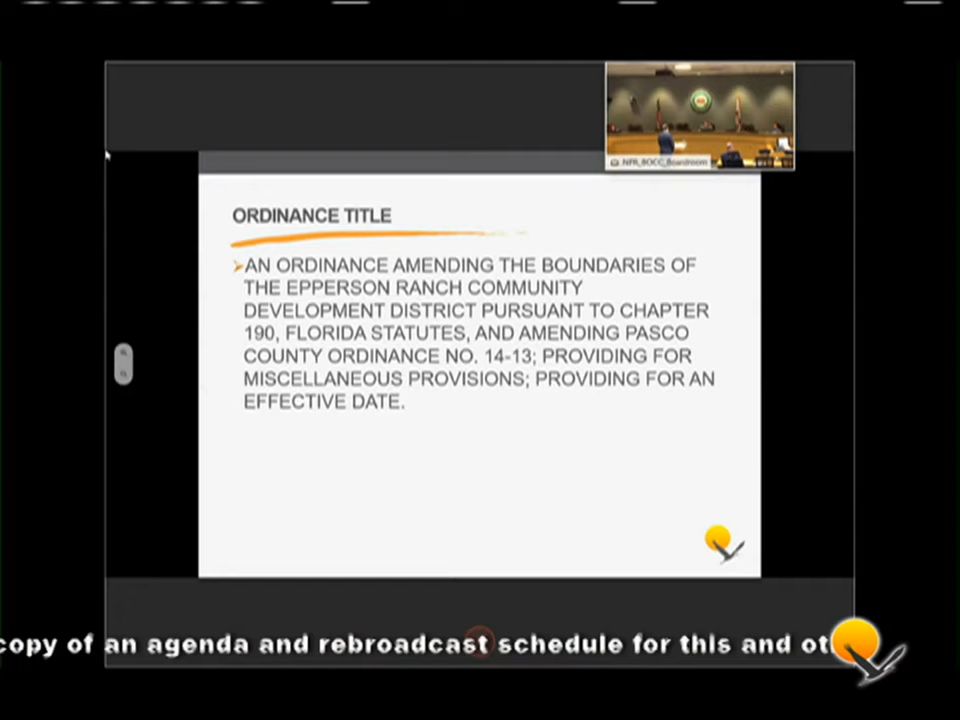 NPR_BOCC_Boardroom
ORDINANCE TITLE
AN ORDINANCE AMENDING THE BOUNDARIES OF
THE EPPERSON RANCH COMMUNITY
DEVELOPMENT DISTRICT PURSUANT TO CHAPTER
190, FLORIDA STATUTES, AND AMENDING PASCO
COUNTY ORDINANCE NO. 14-13; PROVIDING FOR
MISCELLANEOUS PROVISIONS; PROVIDING FOR AN
EFFECTIVE DATE.
copy of an agenda and rebroadcast schedule for this and ot